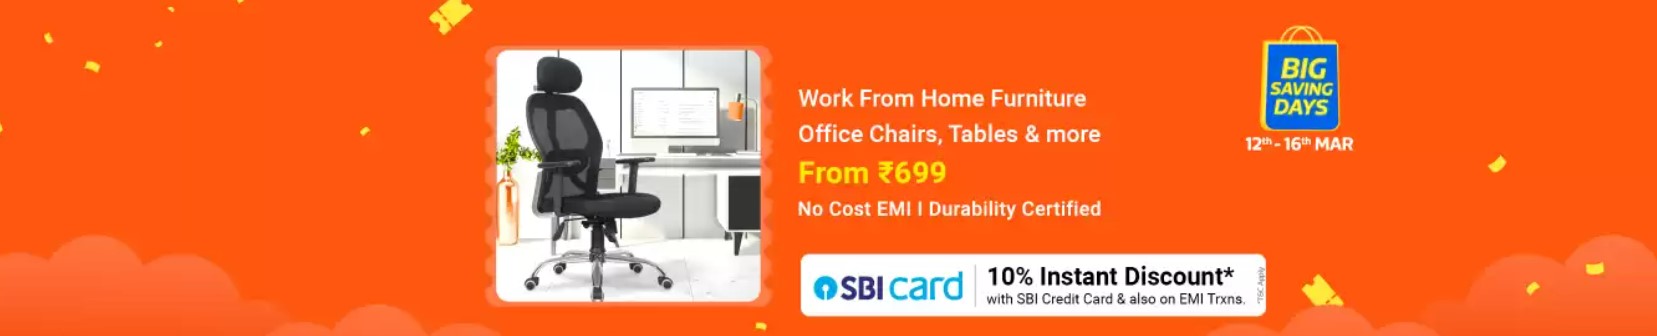 Work From Home Furniture
Office Chairs, Tables & more
From ₹699
No Cost EMI I Durability Certified
SBI card
10% Instant Discount*
with SBI Credit Card & also on EMI Trxns.
*T&C Apply
BIG
SAVING
DAYS
12th - 16th MAR